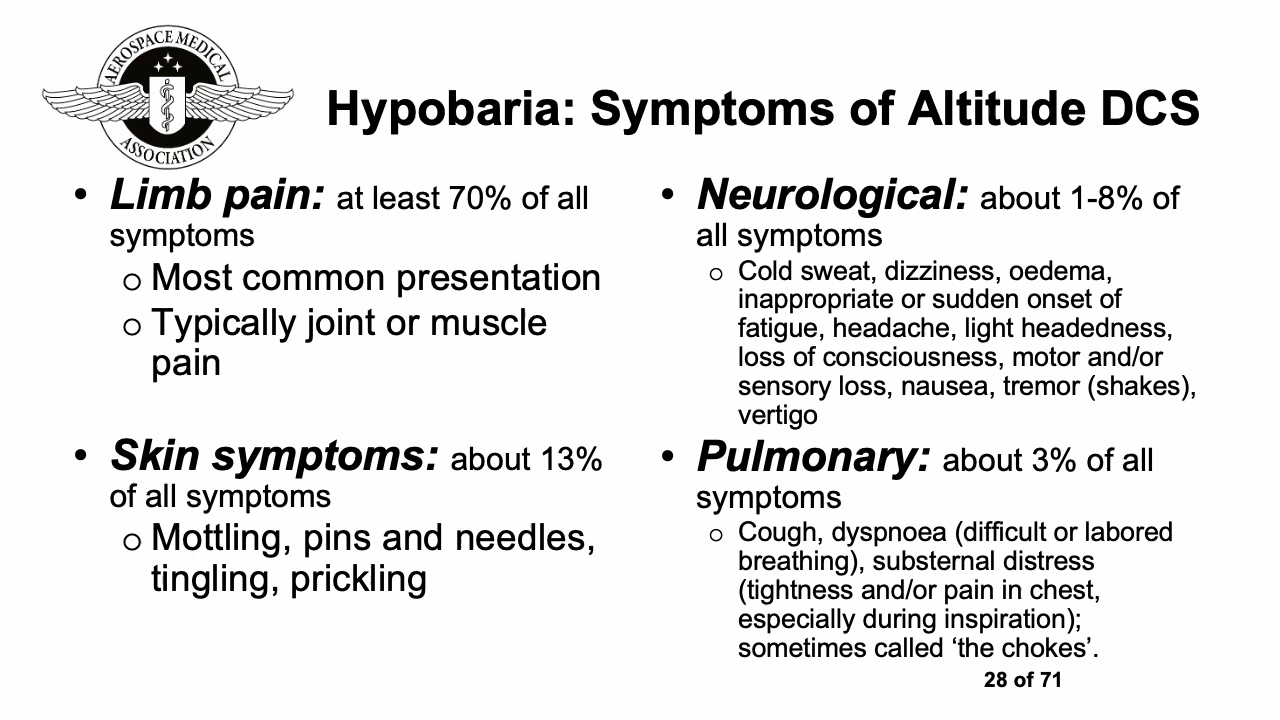 AEROSPACE MEDICAL
ASSOCIATION
Hypobaria: Symptoms of Altitude DCS
• Limb pain: at least 70% of all
symptoms
o Most common presentation
o Typically joint or muscle
pain
• Skin symptoms: about 13%
of all symptoms
o Mottling, pins and needles,
tingling, prickling
• Neurological: about 1-8% of
all symptoms
o Cold sweat, dizziness, oedema,
inappropriate or sudden onset of
fatigue, headache, light headedness,
loss of consciousness, motor and/or
sensory loss, nausea, tremor (shakes),
vertigo
• Pulmonary: about 3% of all
symptoms
o Cough, dyspnoea (difficult or labored
breathing), substernal distress
(tightness and/or pain in chest,
especially during inspiration);
sometimes called ‘the chokes’.
28 of 71